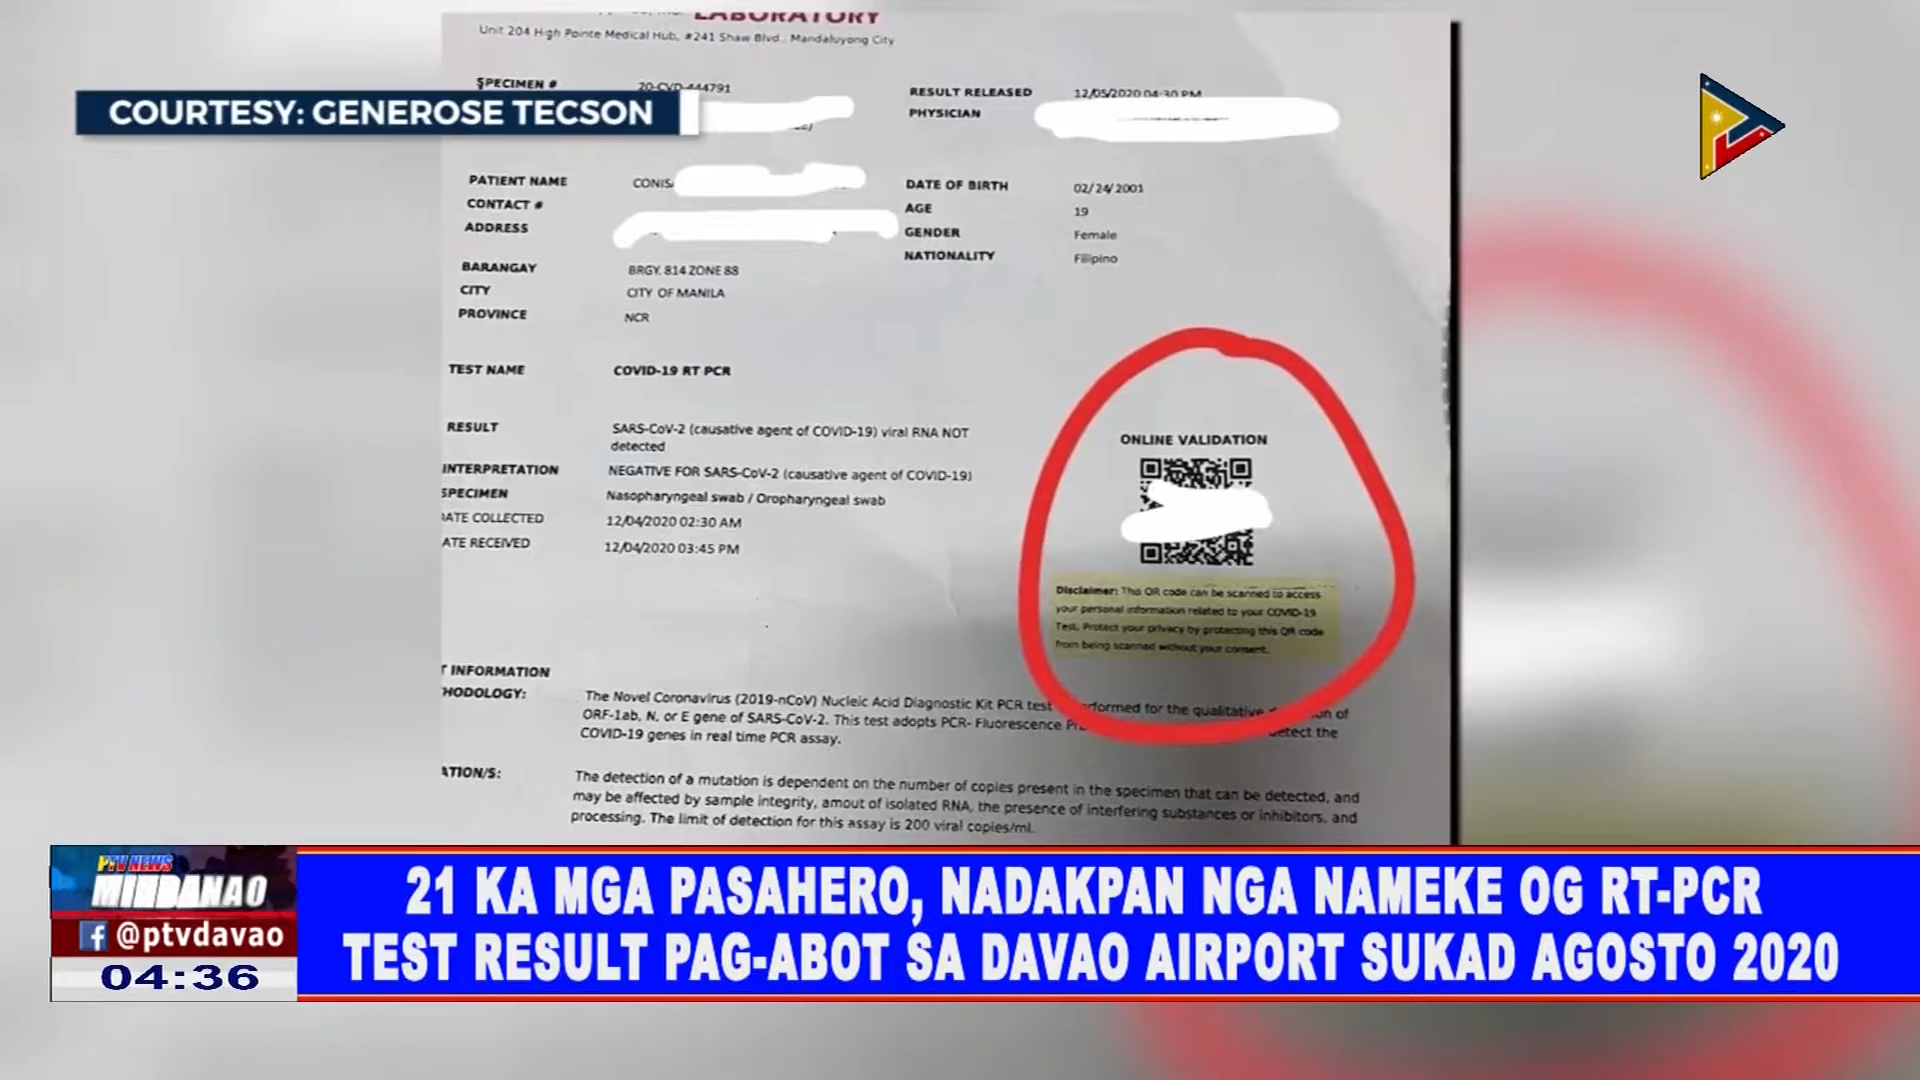 LABORATORY
Unit 204 High Pointe Medical Hub, #241 Shaw Blvd., Mandaluyong City
SPECIMEN # 20-CVD-444791
RESULT RELEASED 12/05/2020 04:30 PM
PHYSICIAN
COURTESY: GENEROSE TECSON
PATIENT NAME CONIS
CONTACT #
ADDRESS
DATE OF BIRTH 02/24/2001
AGE 19
GENDER Female
NATIONALITY Filipino
BARANGAY BRGY. 814 ZONE 88
CITY CITY OF MANILA
PROVINCE NCR
TEST NAME COVID-19 RT PCR
RESULT SARS-CoV-2 (causative agent of COVID-19) viral RNA NOT
detected
INTERPRETATION NEGATIVE FOR SARS-CoV-2 (causative agent of COVID-19)
SPECIMEN Nasopharyngeal swab / Oropharyngeal swab
ATE COLLECTED 12/04/2020 02:30 AM
ATE RECEIVED 12/04/2020 03:45 PM
ONLINE VALIDATION
Disclaimer: This QR code can be scanned to access
your personal information related to your COVID-19
Test. Protect your privacy by protecting this QR code
from being scanned without your consent.
T INFORMATION
HODOLOGY: The Novel Coronavirus (2019-nCoV) Nucleic Acid Diagnostic Kit PCR test rformed for the qualitative on of
ORF-1ab, N, or E gene of SARS-CoV-2. This test adopts PCR- Fluorescence detect the
COVID-19 genes in real time PCR assay.
ATION/S: The detection of a mutation is dependent on the number of copies present in the specimen that can be detected, and
may be affected by sample integrity, amout of isolated RNA, the presence of interfering substances or inhibitors, and
processing. The limit of detection for this assay is 200 viral copies/ml.
PTV NEWS
MINDANAO
@ptvdavao
04:36
21 KA MGA PASAHERO, NADAKPAN NGA NAMEKE OG RT-PCR
TEST RESULT PAG-ABOT SA DAVAO AIRPORT SUKAD AGOSTO 2020